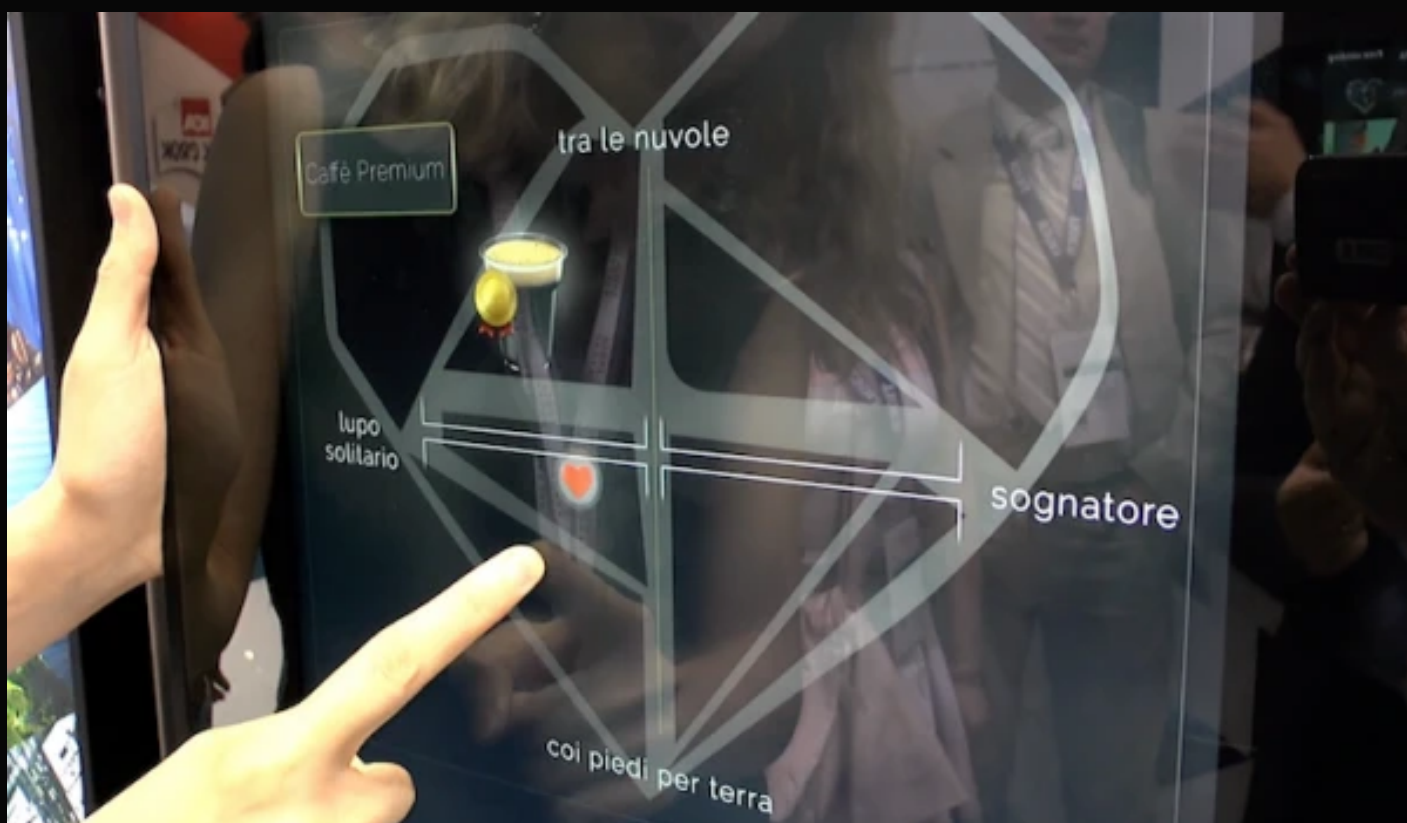 tra le nuvole
Caffè Premium
lupo
solitario
sognatore
coi piedi per terra